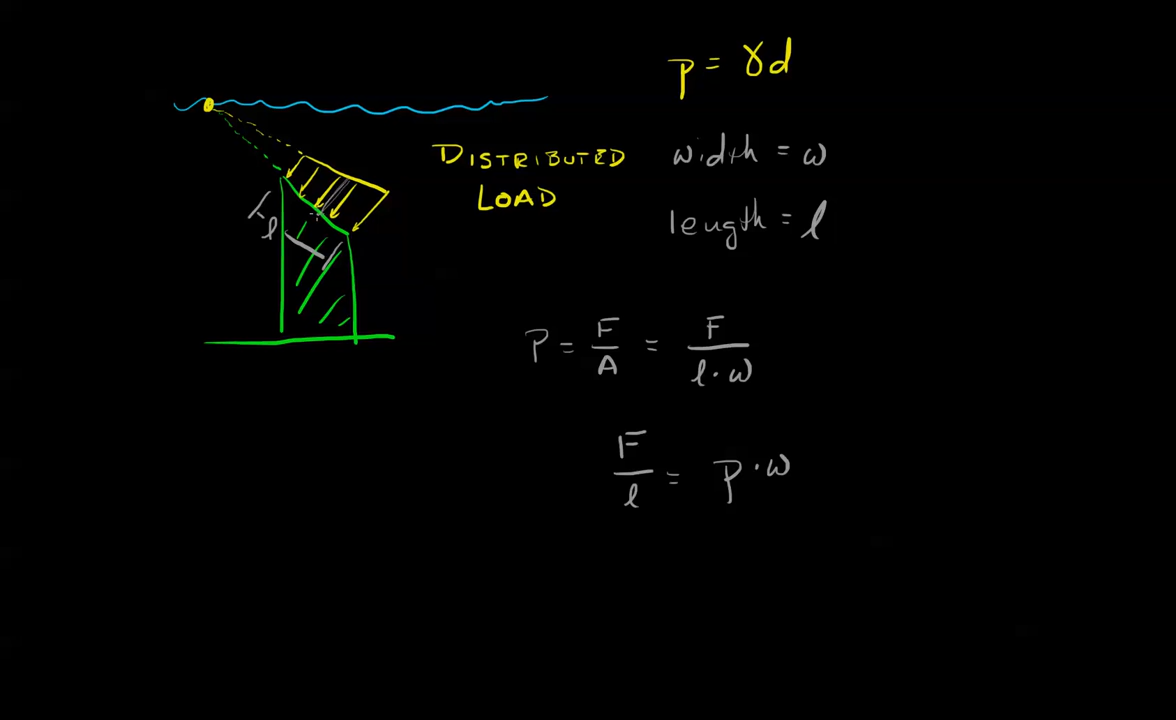 p = γd
DISTRIBUTED
LOAD
width = w
length = l
l
P = F/A = F/(l · w)
F/l = p · w